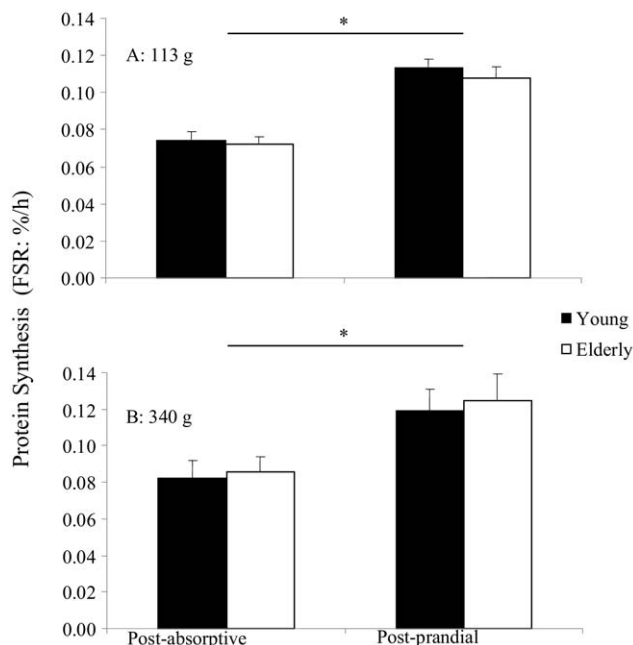 Protein Synthesis (FSR: %/h)
0.14
*
A: 113 g
0.12
0.10
0.08
0.06
0.04
0.02
0.00
Young
Elderly
*
0.14
B: 340 g
0.12
0.10
0.08
0.06
0.04
0.02
0.00
Post-absorptive
Post-prandial